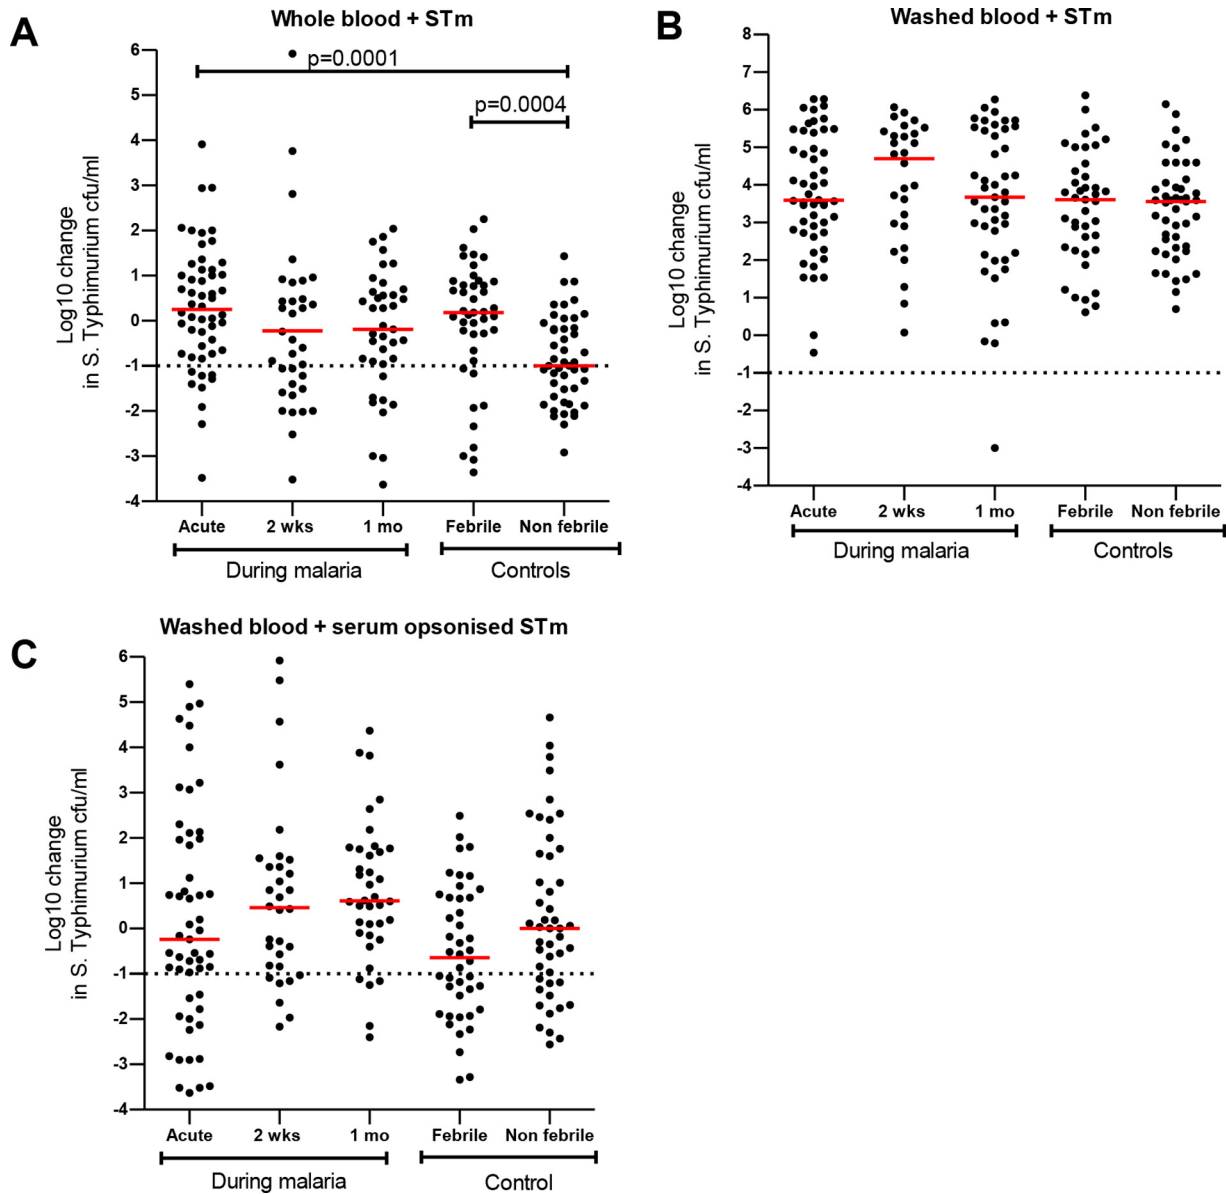 A
Whole blood + STm
p=0.0001
p=0.0004
Log10 change
in S. Typhimurium cfu/ml
6
5
4
3
2
1
0
-1
-2
-3
-4
Acute 2 wks 1 mo Febrile Non febrile
During malaria Controls
B
Washed blood + STm
Log10 change
in S. Typhimurium cfu/ml
8
7
6
5
4
3
2
1
0
-1
-2
-3
-4
Acute 2 wks 1 mo Febrile Non febrile
During malaria Controls
C
Washed blood + serum opsonised STm
Log10 change
in S. Typhimurium cfu/ml
6
5
4
3
2
1
0
-1
-2
-3
-4
Acute 2 wks 1 mo Febrile Non febrile
During malaria Control